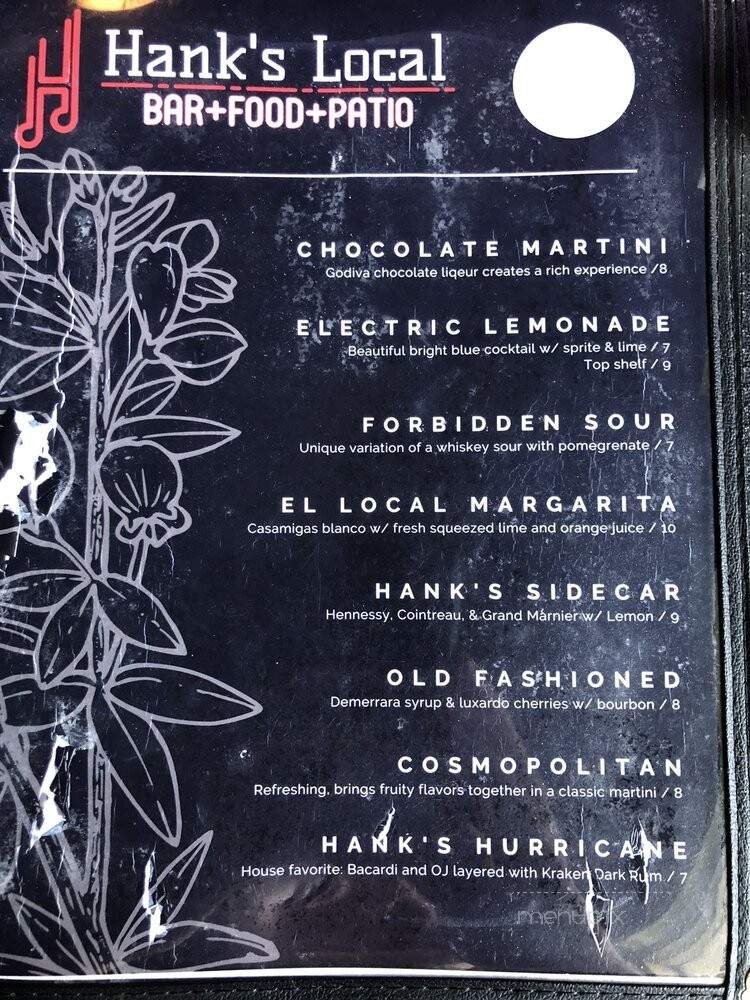 Hank's Local
BAR+FOOD+PATIO
CHOCOLATE MARTINI
Godiva chocolate liqeur creates a rich experience /8
ELECTRIC LEMONADE
Beautiful bright blue cocktail w/ sprite & lime / 7
Top shelf / 9
FORBIDDEN SOUR
Unique variation of a whiskey sour with pomegrenate / 7
EL LOCAL MARGARITA
Casamigas blanco w/ fresh squeezed lime and orange juice / 10
HANK'S SIDECAR
Hennessy, Cointreau, & Grand Marnier w/ Lemon / 9
OLD FASHIONED
Demerrara syrup & luxardo cherries w/ bourbon / 8
COSMOPOLITAN
Refreshing, brings fruity flavors together in a classic martini / 8
HANK'S HURRICANE
House favorite: Bacardi and OJ layered with Kraken Dark Rum / 7